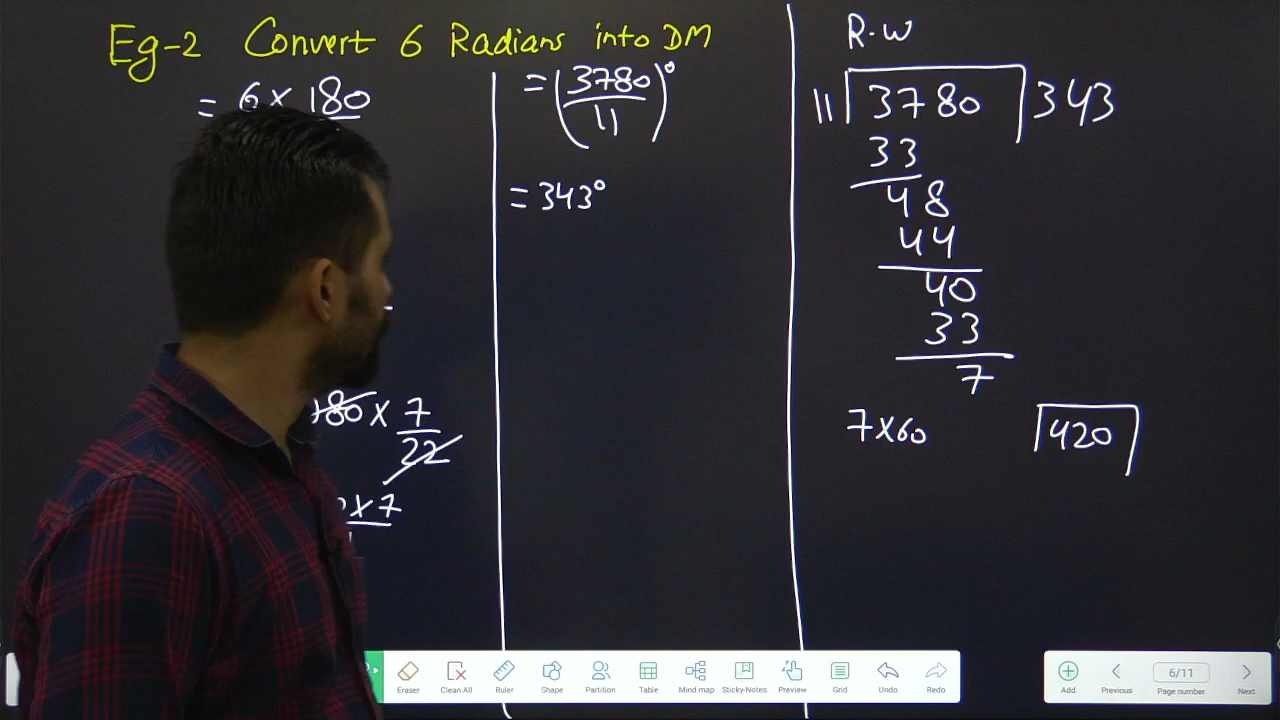 Eg-2 Convert 6 Radians into DM
= 6 × 180
180 × 7
22
× 7
= (3780)°
11
= 343°
R.W
11 3780 343
33
48
44
40
33
7
7×60 420
Eraser Clean All Ruler Shape Partition Table Mind map Sticky-Notes Preview Grid Undo Redo
Add Previous 6/11 Page number Next